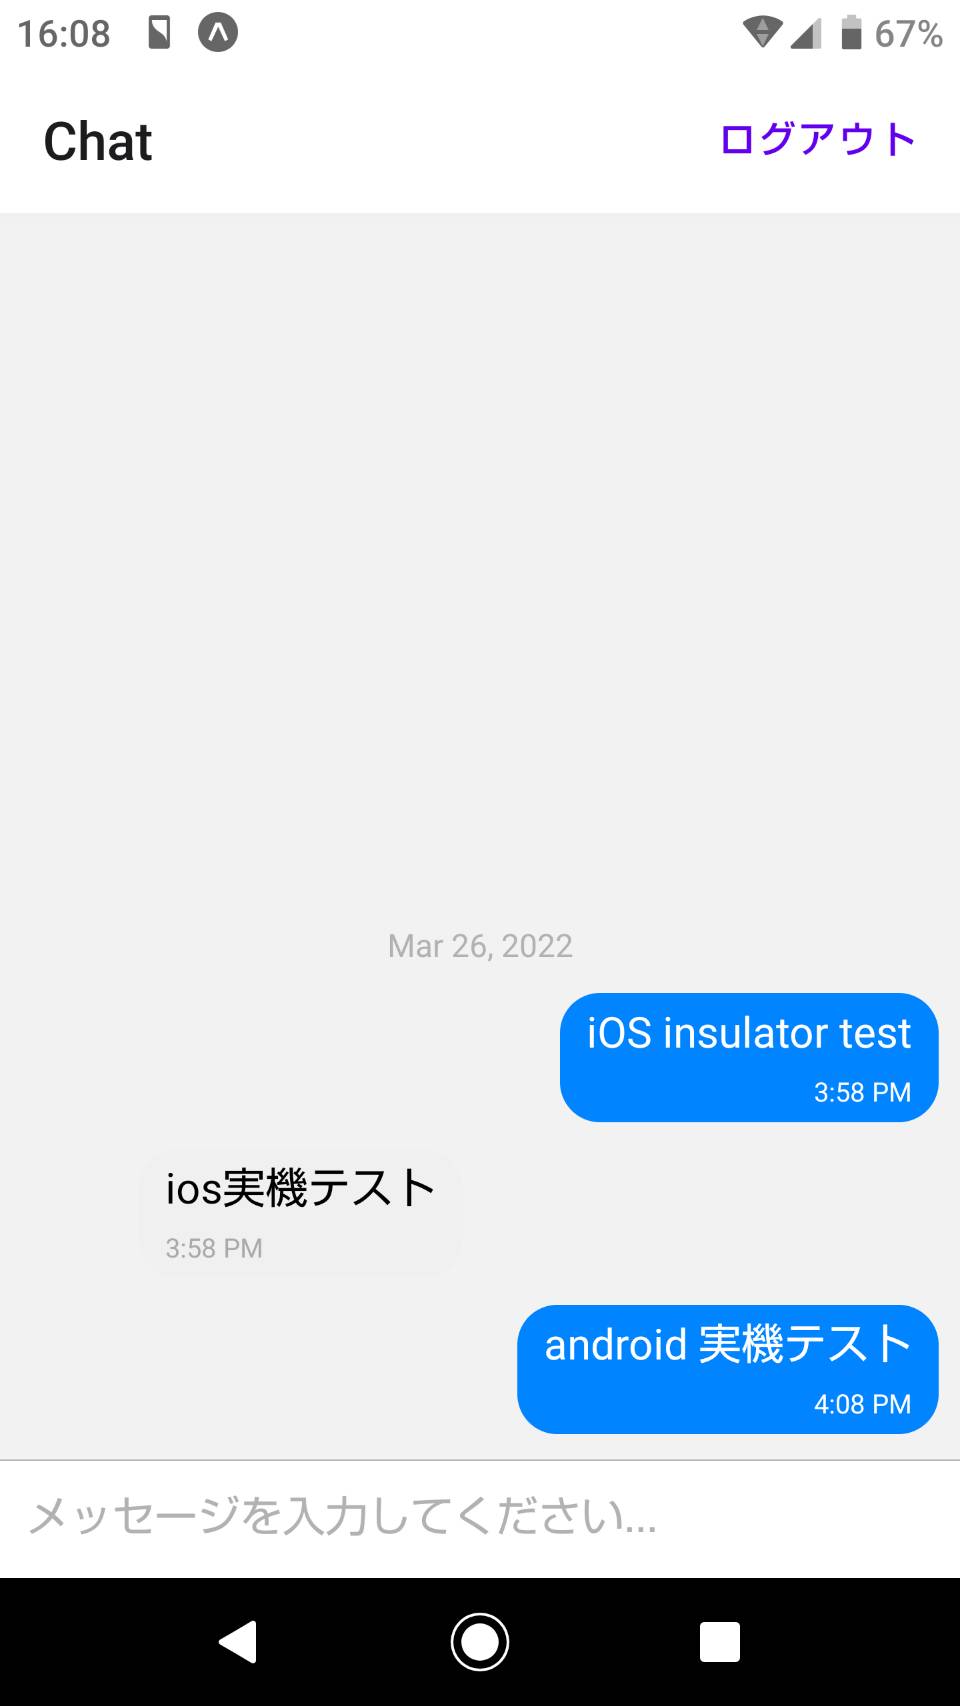 16:08 67%
Chat ログアウト
Mar 26, 2022
iOS insulator test
3:58 PM
ios実機テスト
3:58 PM
android 実機テスト
4:08 PM
メッセージを入力してください...